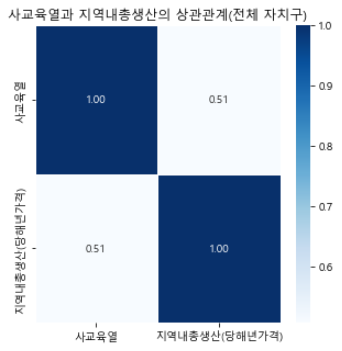 사교육열과 지역내총생산의 상관관계(전체 자치구)
사교육열
지역내총생산(당해년가격)
1.00
0.51
0.51
1.00
사교육열
지역내총생산(당해년가격)
1.0
0.9
0.8
0.7
0.6